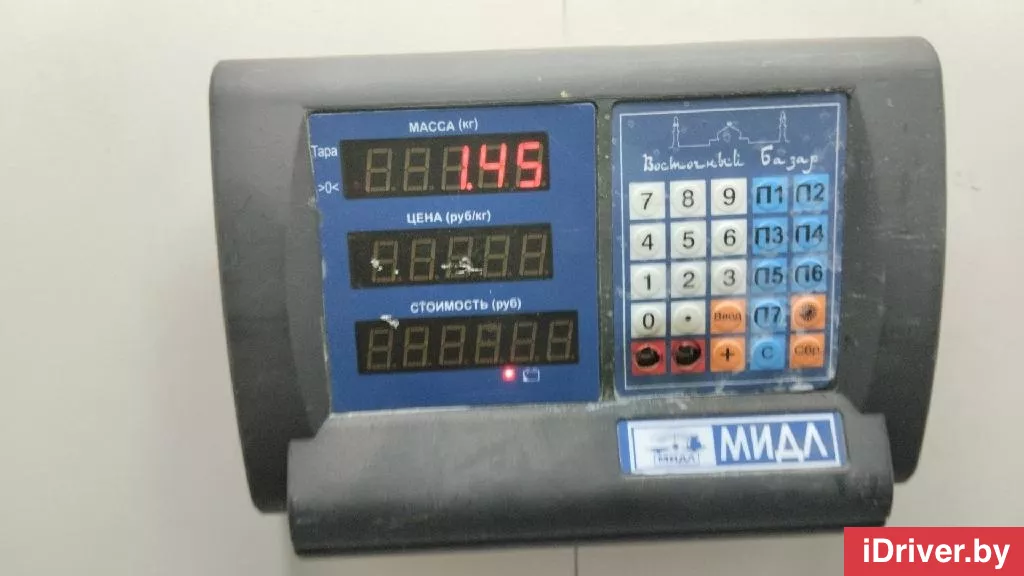 МАССА (кг)
Тара
1.45
>0<
ЦЕНА (руб/кг)
СТОИМОСТЬ (руб)
Восточный Базар
7 8 9 П1 П2
4 5 6 П3 П4
1 2 3 П5 П6
0 . Ввод П7
+ С Сбр
МИДЛ
МИДЛ
iDriver.by